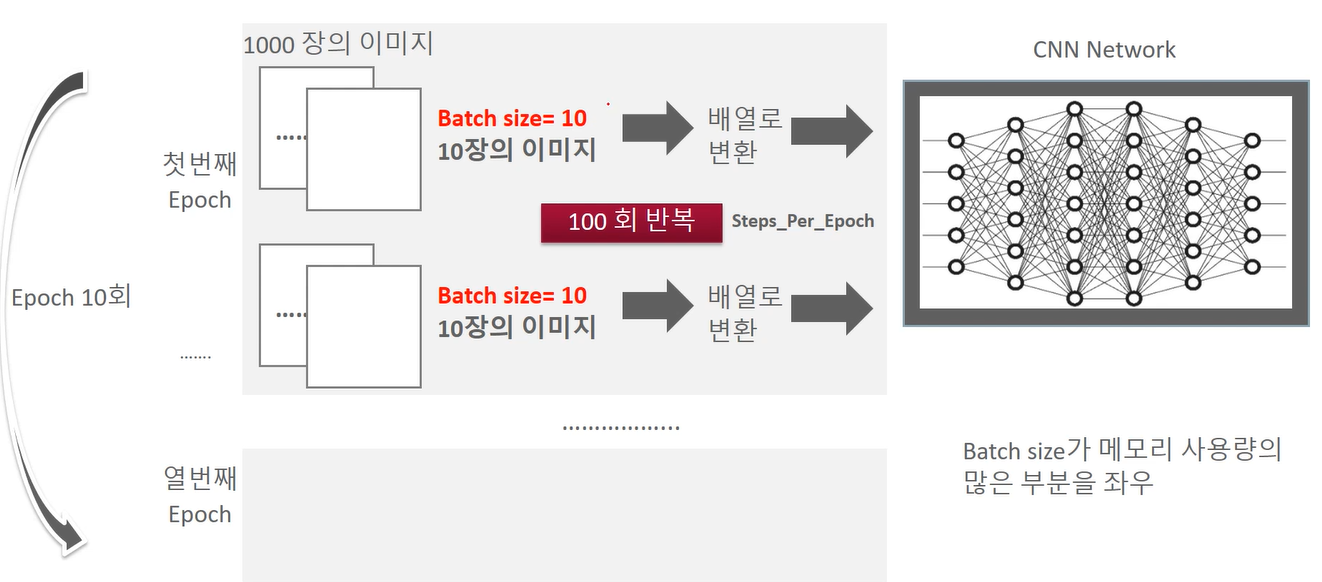 1000 장의 이미지
CNN Network
......
Batch size= 10
10장의 이미지
배열로
변환
첫번째
Epoch
100 회 반복
Steps_Per_Epoch
Epoch 10회
......
Batch size= 10
10장의 이미지
배열로
변환
.......
..................
Batch size가 메모리 사용량의
많은 부분을 좌우
열번째
Epoch